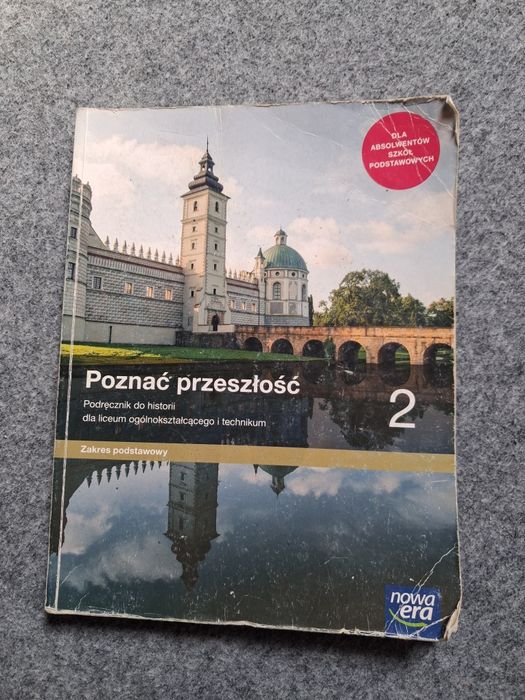 DLA
ABSOLWENTÓW
SZKÓŁ
PODSTAWOWYCH
Poznać przeszłość
Podręcznik do historii
dla liceum ogólnokształcącego i technikum
2
Zakres podstawowy
nowa
era